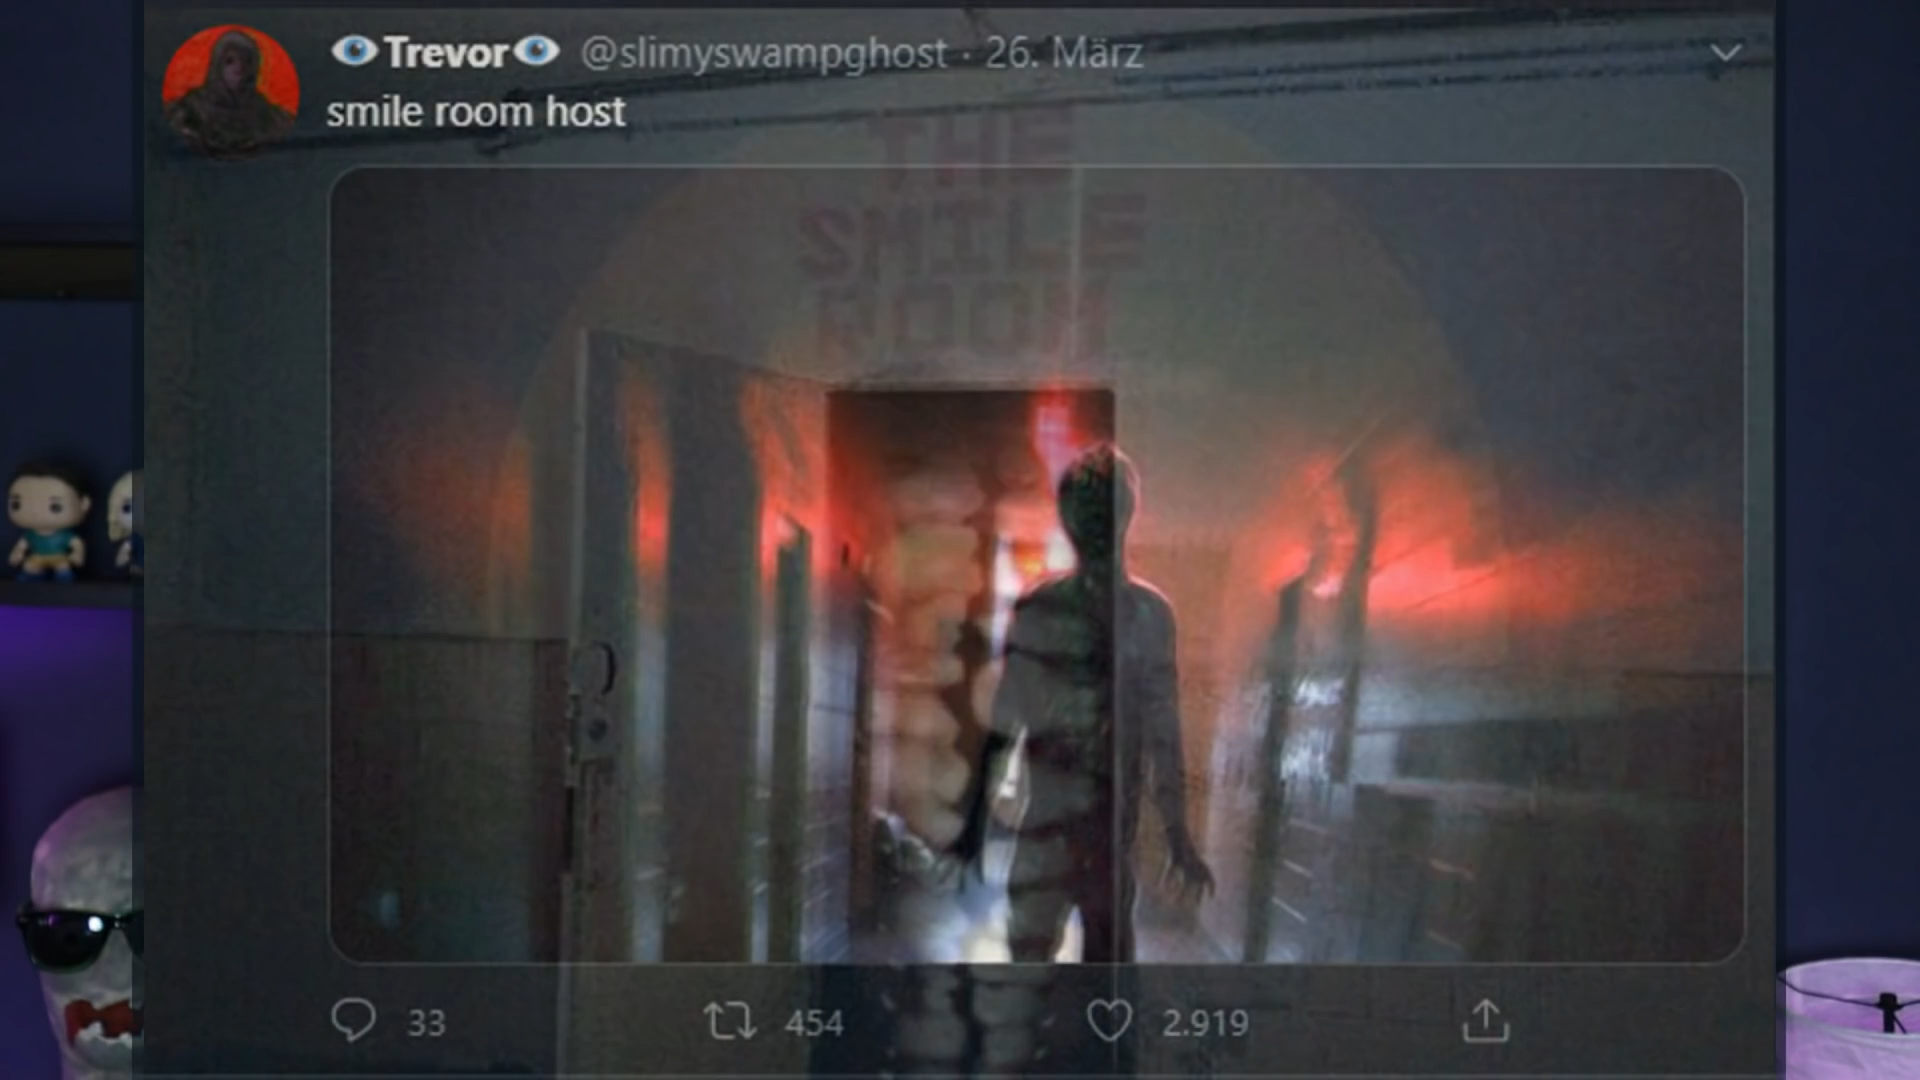 👁Trevor👁 @slimyswampghost · 26. März
smile room host
THE
SMILE
ROOM
33
454
2.919